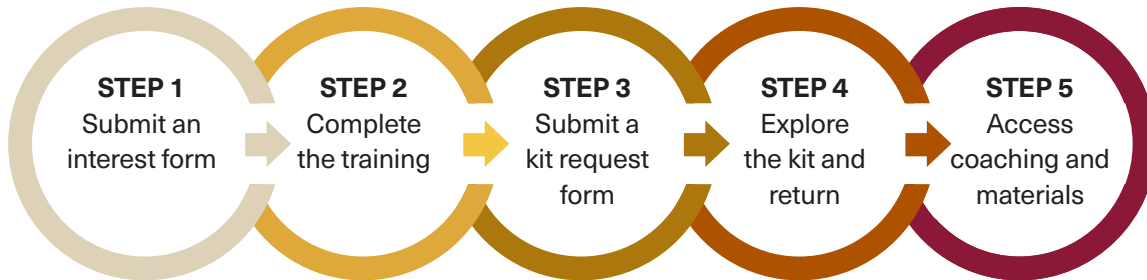 STEP 1
Submit an
interest form
STEP 2
Complete
the training
STEP 3
Submit a
kit request
form
STEP 4
Explore
the kit and
return
STEP 5
Access
coaching and
materials